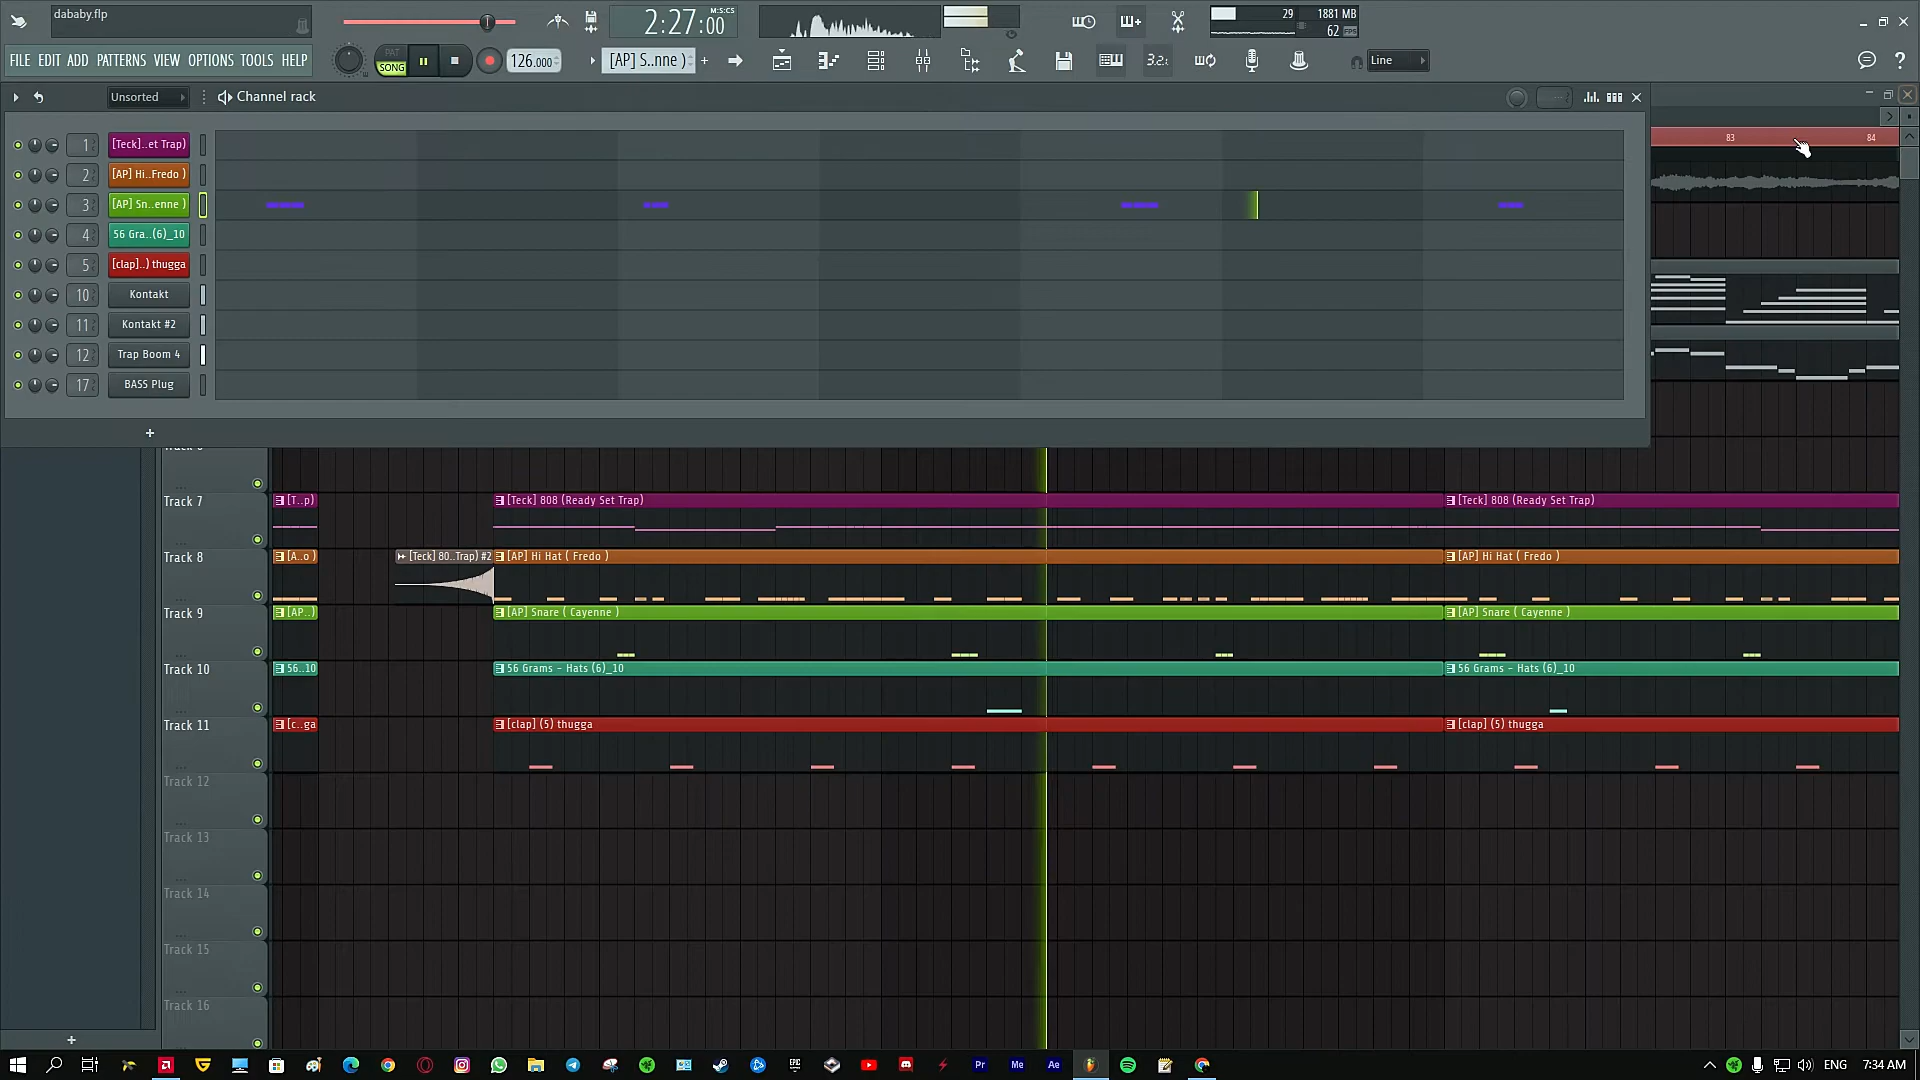 dababy.flp
2:27:00
M:S:CS
29
1881 MB
62
FILE EDIT ADD PATTERNS VIEW OPTIONS TOOLS HELP
PAT
SONG
126.000
[AP] S..nne )
3.2:
Line
Unsorted
Channel rack
1
[Teck]..et Trap)
2
[AP] Hi..Fredo )
3
[AP] Sn..enne )
4
56 Gra..(6)_10
5
[clap]..) thugga
10
Kontakt
11
Kontakt #2
12
Trap Boom 4
17
BASS Plug
83
84
Track 7
[T..p)
[Teck] 808 (Ready Set Trap)
[Teck] 808 (Ready Set Trap)
Track 8
[A..o )
[Teck] 80..Trap) #2
[AP] Hi Hat ( Fredo )
[AP] Hi Hat ( Fredo )
Track 9
[AP..)
[AP] Snare ( Cayenne )
[AP] Snare ( Cayenne )
Track 10
56..10
56 Grams - Hats (6)_10
56 Grams - Hats (6)_10
Track 11
[c..ga
[clap] (5) thugga
[clap] (5) thugga
Track 12
Track 13
Track 14
Track 15
Track 16
EPIC
Pr
Me
Ae
ENG
7:34 AM